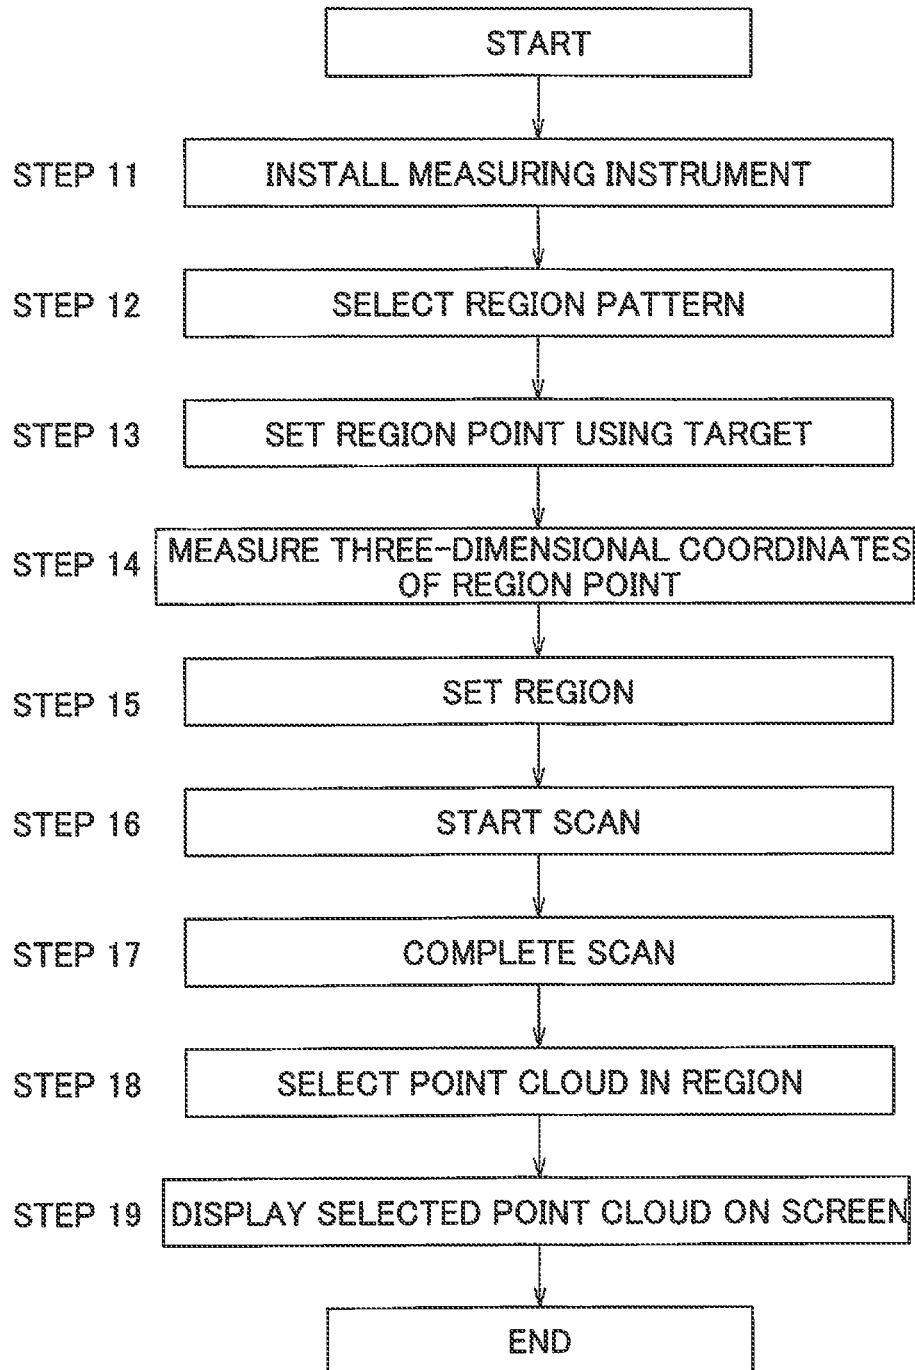 START
STEP 11
INSTALL MEASURING INSTRUMENT
STEP 12
SELECT REGION PATTERN
STEP 13
SET REGION POINT USING TARGET
STEP 14
MEASURE THREE-DIMENSIONAL COORDINATES
OF REGION POINT
STEP 15
SET REGION
STEP 16
START SCAN
STEP 17
COMPLETE SCAN
STEP 18
SELECT POINT CLOUD IN REGION
STEP 19
DISPLAY SELECTED POINT CLOUD ON SCREEN
END